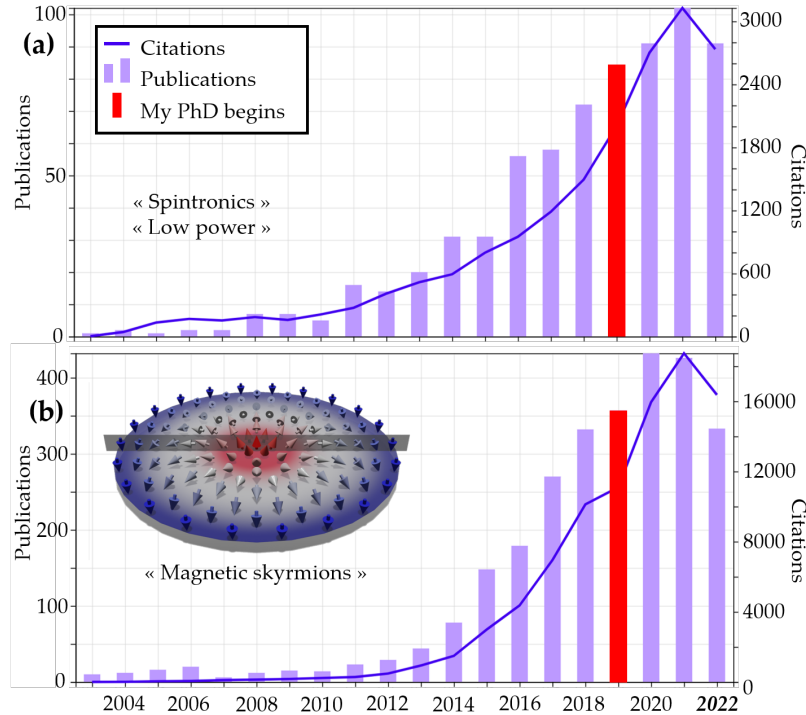 (a)
Citations
Publications
My PhD begins
« Spintronics »
« Low power »
Publications
100
50
0
Citations
3000
2400
1800
1200
600
0
(b)
« Magnetic skyrmions »
Publications
400
300
200
100
0
Citations
16000
12000
8000
4000
0
2004 2006 2008 2010 2012 2014 2016 2018 2020 2022